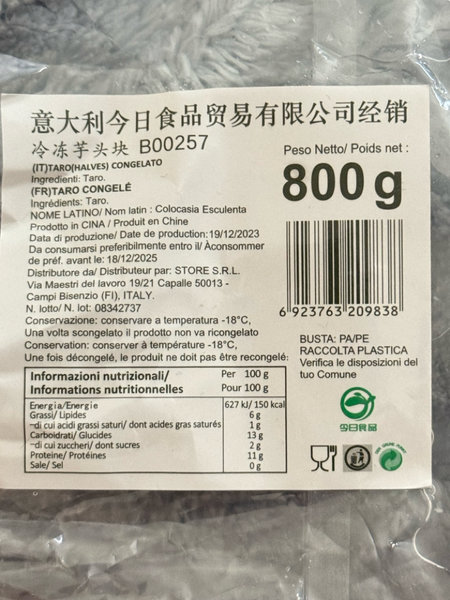 意大利今日食品贸易有限公司经销
冷冻芋头块 B00257
(IT)TARO(HALVES) CONGELATO
Ingredienti: Taro.
(FR)TARO CONGELÉ
Ingrédients: Taro.
NOME LATINO/ Nom latin : Colocasia Esculenta
Prodotto in CINA / Produit en Chine
Data di produzione/ Date de production:19/12/2023
Da consumarsi preferibilmente entro il/ Àconsommer
de préf. avant le: 18/12/2025
Distributore da/ Distributeur par: STORE S.R.L.
Via Maestri del lavoro 19/21 Capalle 50013 -
Campi Bisenzio (FI), ITALY.
N. lotto/ N. lot: 08342737
Conservazione: conservare a temperatura -18°C,
Una volta scongelato il prodotto non va ricongelato
Conservation: conserver à température -18°C,
Une fois décongelé, le produit ne doit pas être recongelé:
Peso Netto/ Poids net :
800g
6 923763 209838
BUSTA: PA/PE
RACCOLTA PLASTICA
Verifica le disposizioni del
tuo Comune
今日食品
Informazioni nutrizionali/ Per 100 g
Informations nutritionnelles Pour 100 g
Energia/Energie 627 kJ/ 150 kcal
Grassi/ Lipides 6 g
-di cui acidi grassi saturi/ dont acides gras saturés 1 g
Carboidrati/ Glucides 13 g
-di cui zuccheri/ dont sucres 2 g
Proteine/ Protéines 11 g
Sale/ Sel 0 g